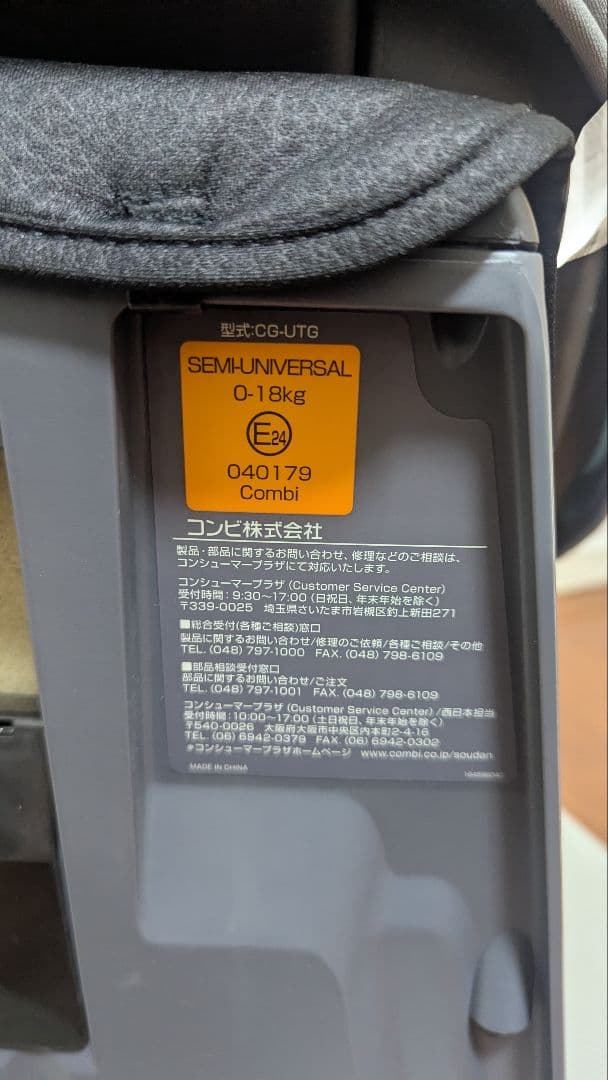 型式:CG-UTG
SEMI-UNIVERSAL
0-18kg
E24
040179
Combi
コンビ株式会社
製品・部品に関するお問い合わせ、修理などのご相談は、
コンシューマープラザにて対応いたします。
コンシューマープラザ(Customer Service Center)
受付時間:9:30〜17:00(日祝日、年末年始を除く)
〒339-0025 埼玉県さいたま市岩槻区釣上新田271
■総合受付(各種ご相談)窓口
製品に関するお問い合わせ/修理のご依頼/各種ご相談/その他
TEL.(048)797-1000 FAX.(048)798-6109
■部品相談受付窓口
部品に関するお問い合わせ/ご注文
TEL.(048)797-1001 FAX.(048)798-6109
コンシューマープラザ(Customer Service Center)/西日本担当
受付時間:10:00〜17:00(土日祝日、年末年始を除く)
〒540-0026 大阪府大阪市中央区内本町2-4-16
TEL.(06)6942-0379 FAX.(06)6942-0302
#コンシューマープラザホームページ www.combi.co.jp/soudan
MADE IN CHINA